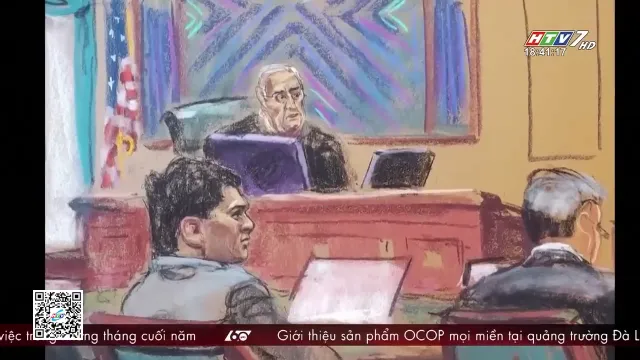 HTV7 HD
18:41:17
việc tr ng tháng cuối năm 60 Giới thiệu sản phẩm OCOP mọi miền tại quảng trường Đà L